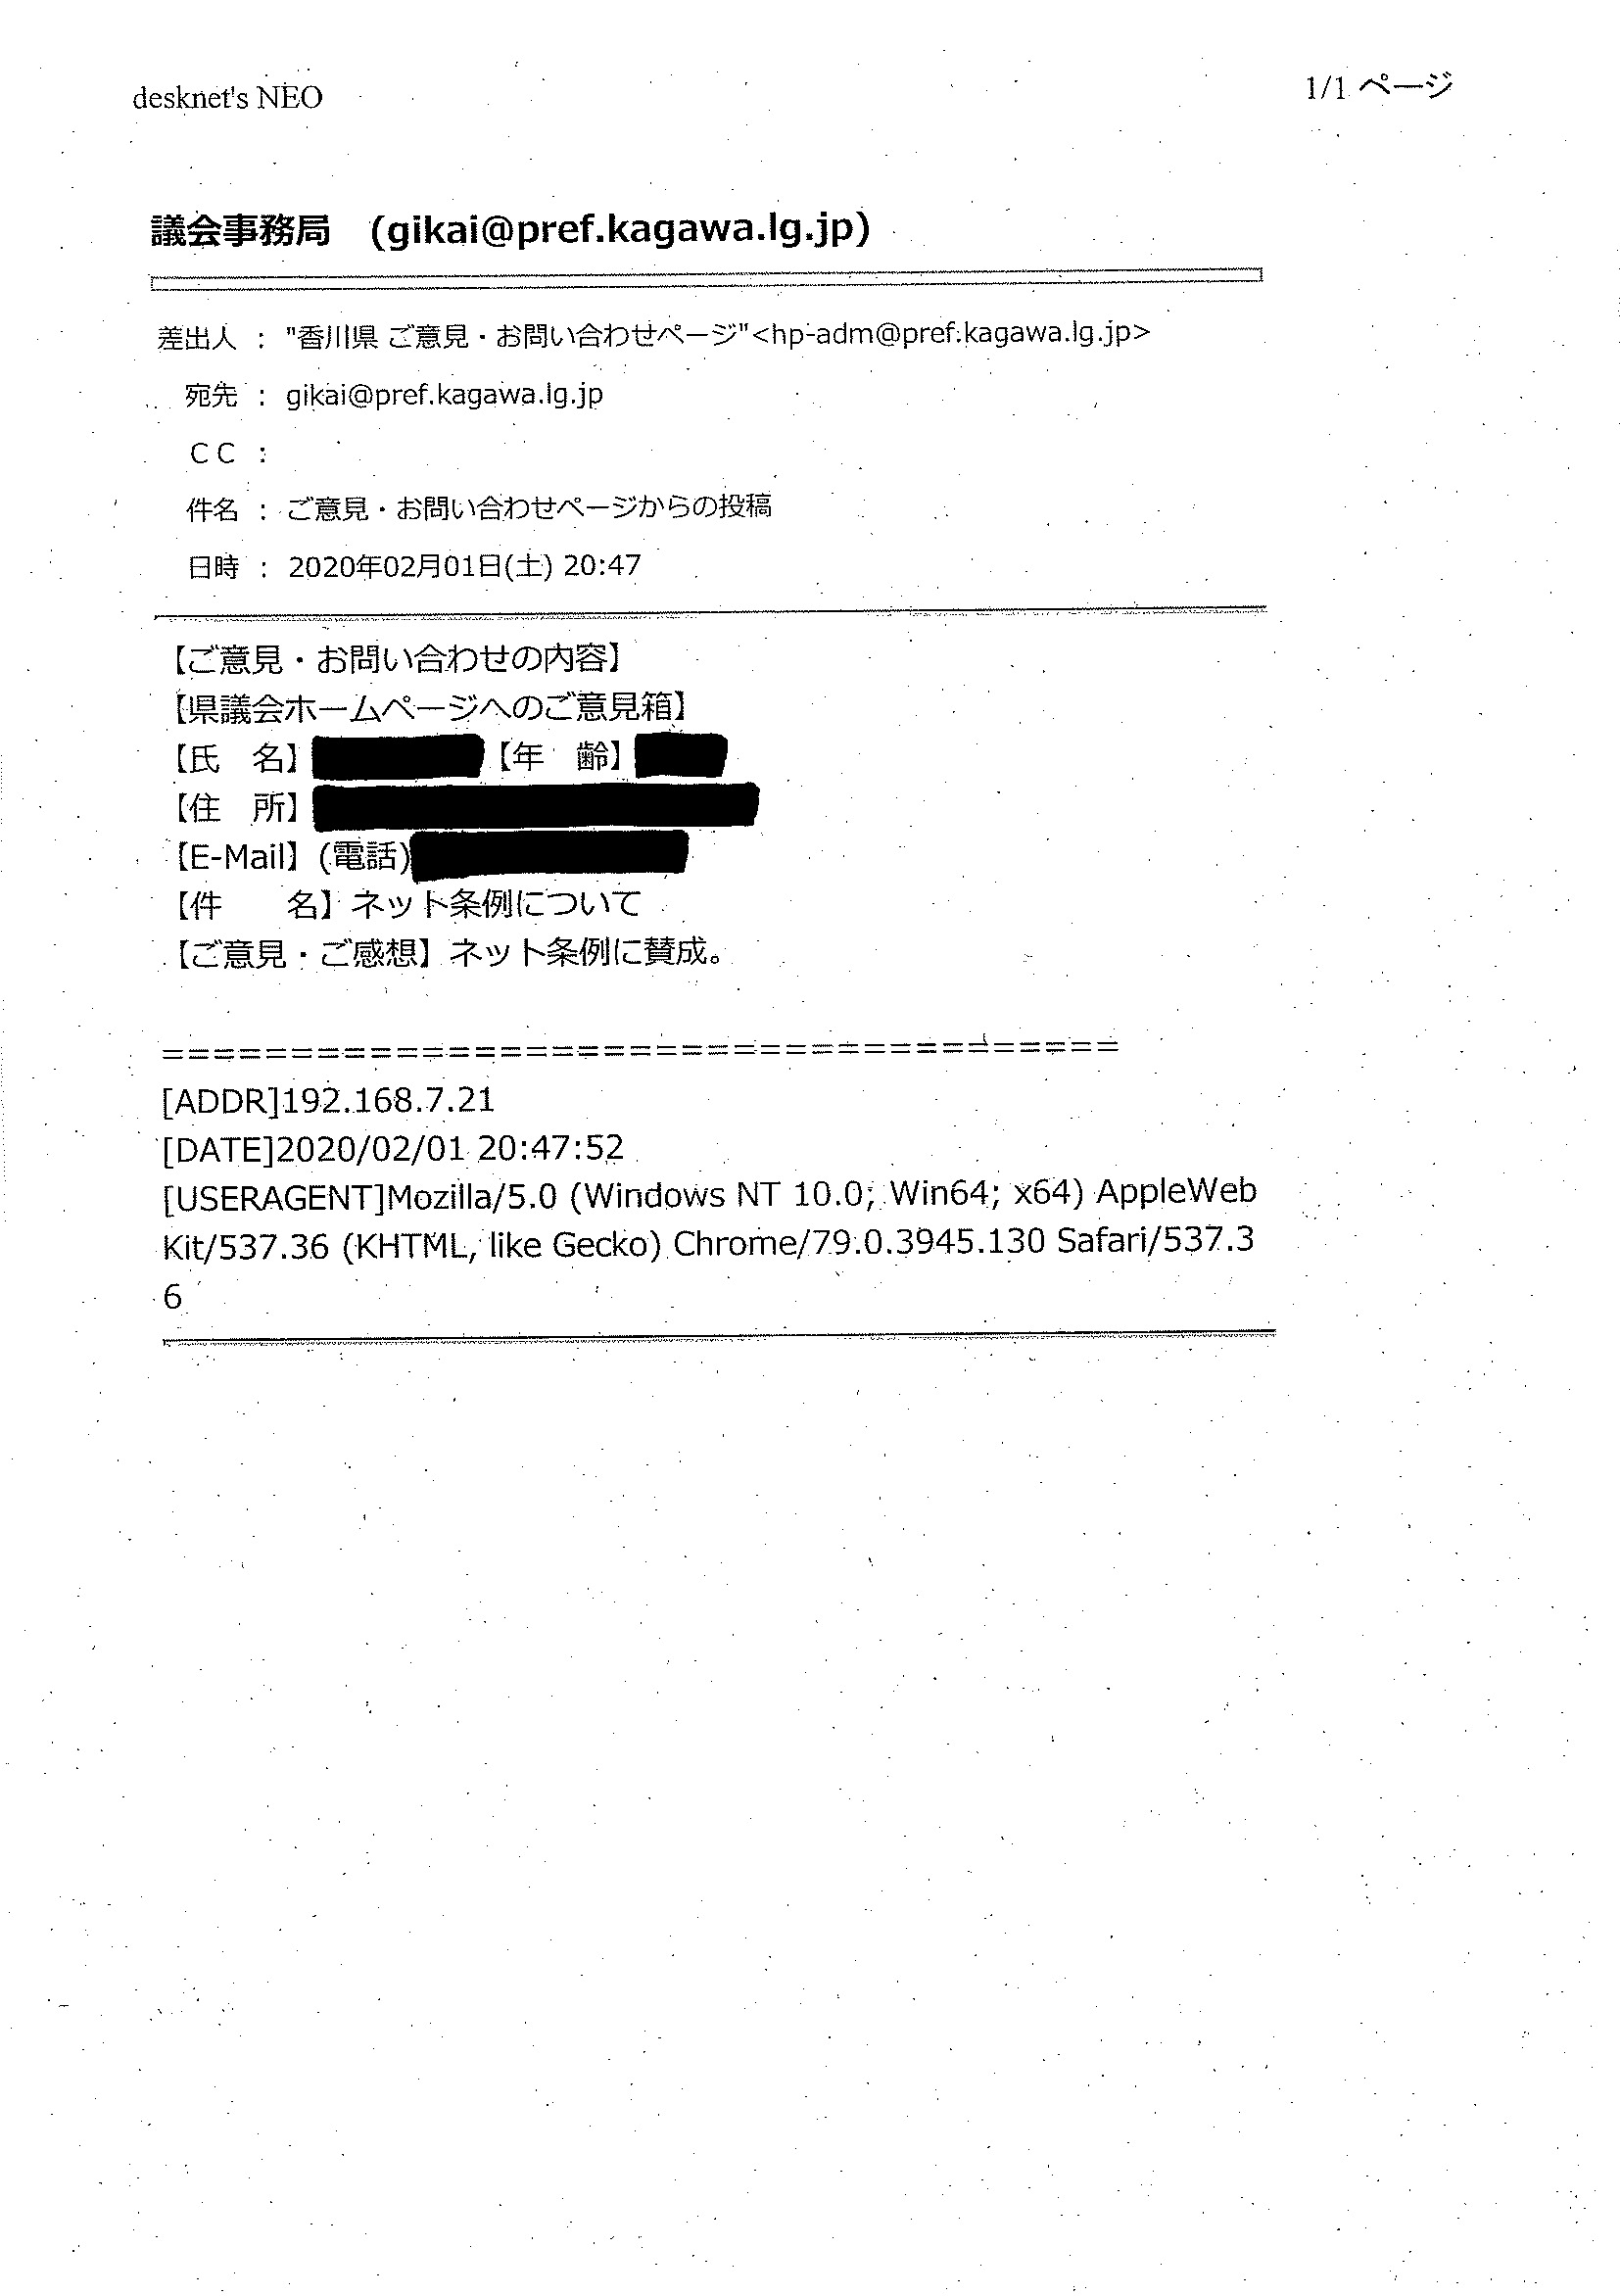 desknet's NEO
1/1 ページ
議会事務局　(gikai@pref.kagawa.lg.jp)
差出人 : "香川県 ご意見・お問い合わせページ"<hp-adm@pref.kagawa.lg.jp>
宛先 : gikai@pref.kagawa.lg.jp
ＣＣ :
件名 : ご意見・お問い合わせページからの投稿
日時 : 2020年02月01日(土) 20:47
【ご意見・お問い合わせの内容】
【県議会ホームページへのご意見箱】
【氏　名】 【年　齢】
【住　所】
【E-Mail】(電話)
【件　　名】ネット条例について
【ご意見・ご感想】ネット条例に賛成。
=====================================
[ADDR]192.168.7.21
[DATE]2020/02/01 20:47:52
[USERAGENT]Mozilla/5.0 (Windows NT 10.0; Win64; x64) AppleWeb
Kit/537.36 (KHTML, like Gecko) Chrome/79.0.3945.130 Safari/537.3
6